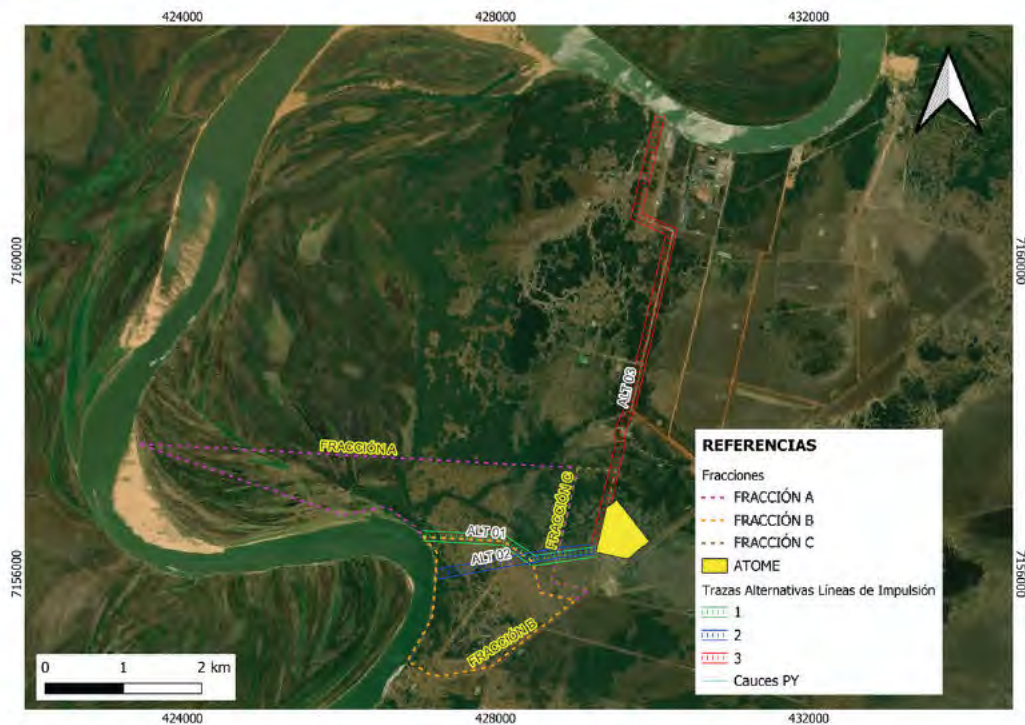 424000
428000
432000
7160000
7160000
ALT 03
FRACCIÓN A
FRACCIÓN C
ALT 01
ALT 02
FRACCIÓN B
7156000
7156000
REFERENCIAS
Fracciones
FRACCIÓN A
FRACCIÓN B
FRACCIÓN C
ATOME
Trazas Alternativas Líneas de Impulsión
1
2
3
Cauces PY
0 1 2 km
424000
428000
432000